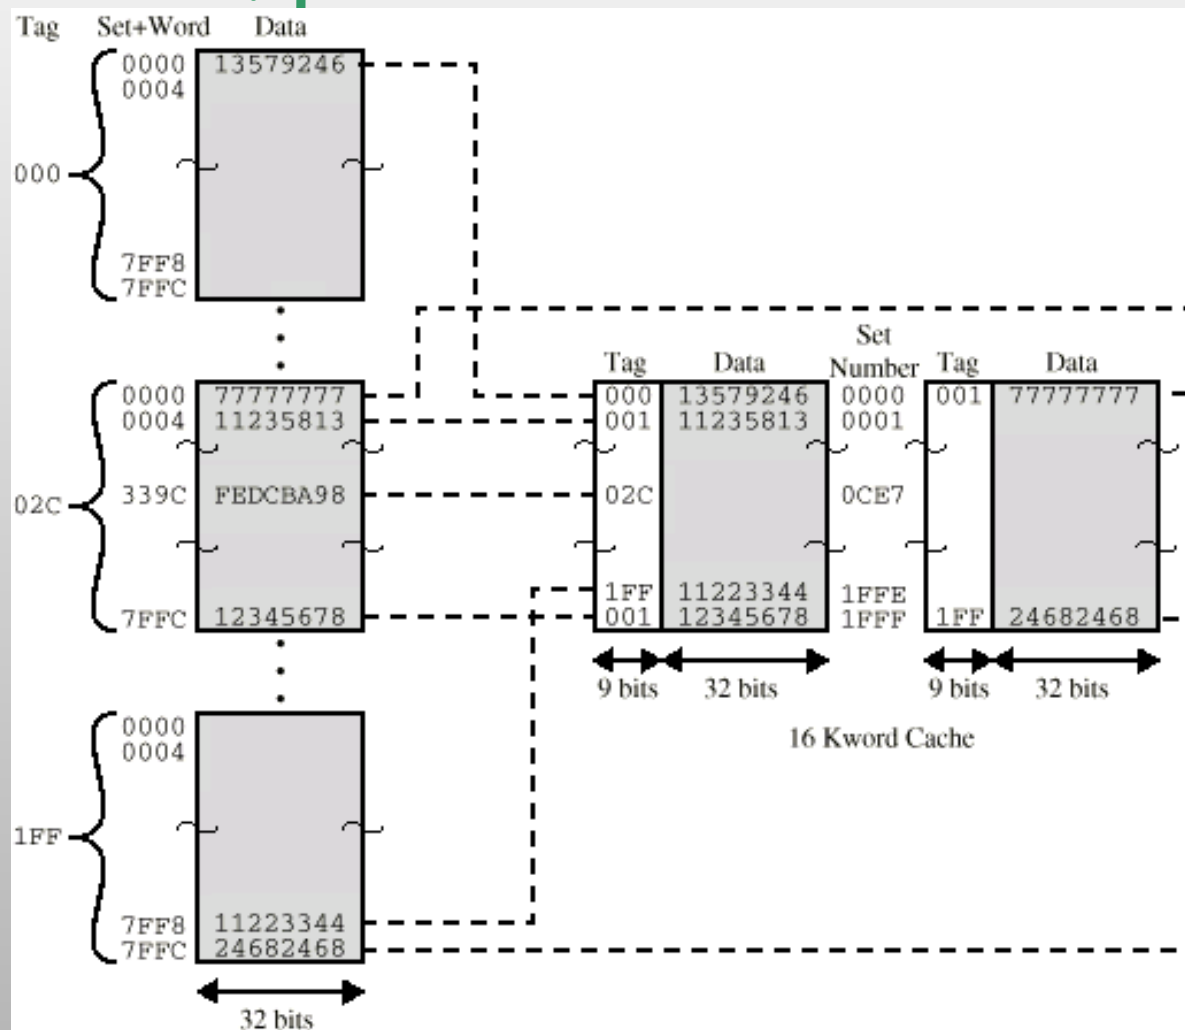 Tag Set+Word Data
0000 13579246
0004
000
7FF8
7FFC
Set
Tag Data Number Tag Data
0000 77777777 000 13579246 0000 001 77777777
0004 11235813 001 11235813 0001
02C 339C FEDCBA98 02C 0CE7
1FF 11223344 1FFE
7FFC 12345678 001 12345678 1FFF 1FF 24682468
9 bits 32 bits 9 bits 32 bits
0000
0004
16 Kword Cache
1FF
7FF8 11223344
7FFC 24682468
32 bits